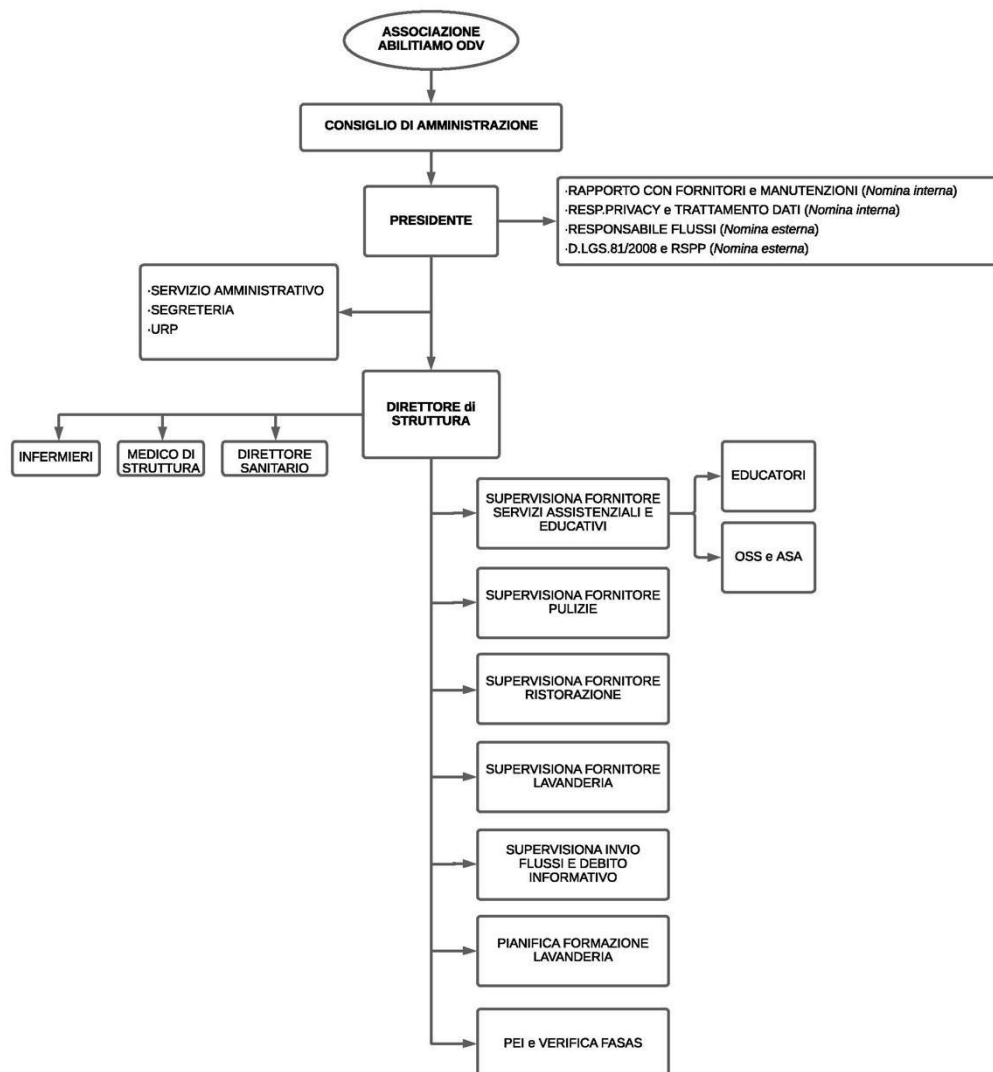 ASSOCIAZIONE
ABILITIAMO ODV
CONSIGLIO DI AMMINISTRAZIONE
PRESIDENTE
·RAPPORTO CON FORNITORI e MANUTENZIONI (Nomina interna)
·RESP.PRIVACY e TRATTAMENTO DATI (Nomina interna)
·RESPONSABILE FLUSSI (Nomina esterna)
·D.LGS.81/2008 e RSPP (Nomina esterna)
·SERVIZIO AMMINISTRATIVO
·SEGRETERIA
·URP
DIRETTORE di
STRUTTURA
INFERMIERI
MEDICO DI
STRUTTURA
DIRETTORE
SANITARIO
SUPERVISIONA FORNITORE
SERVIZI ASSISTENZIALI E
EDUCATIVI
EDUCATORI
OSS e ASA
SUPERVISIONA FORNITORE
PULIZIE
SUPERVISIONA FORNITORE
RISTORAZIONE
SUPERVISIONA FORNITORE
LAVANDERIA
SUPERVISIONA INVIO
FLUSSI E DEBITO
INFORMATIVO
PIANIFICA FORMAZIONE
LAVANDERIA
PEI e VERIFICA FASAS